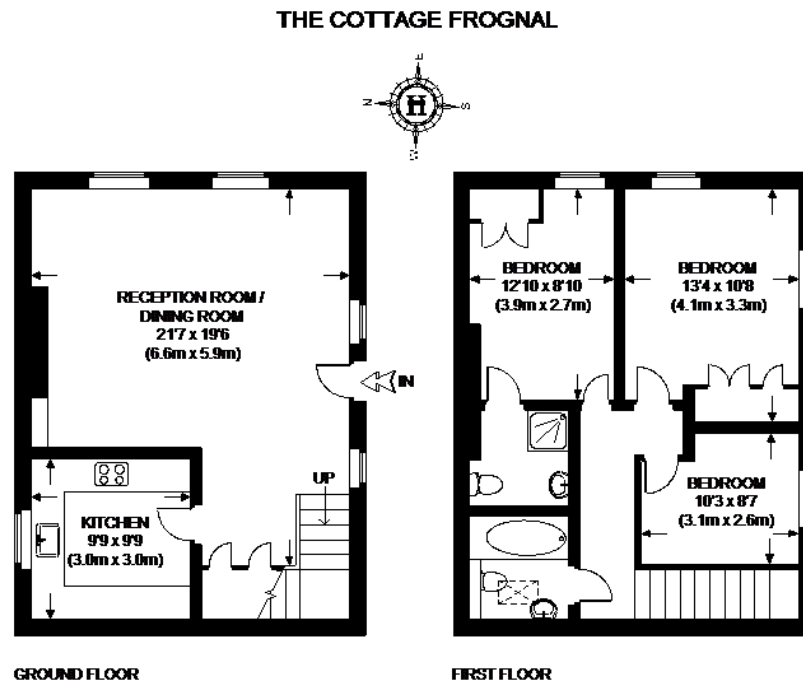 THE COTTAGE FROGNAL
E
N
H
S
W
RECEPTION ROOM /
DINING ROOM
21'7 x 19'6
(6.6m x 5.9m)
IN
UP
KITCHEN
9'9 x 9'9
(3.0m x 3.0m)
GROUND FLOOR
BEDROOM
12'10 x 8'10
(3.9m x 2.7m)
BEDROOM
13'4 x 10'8
(4.1m x 3.3m)
BEDROOM
10'3 x 8'7
(3.1m x 2.6m)
FIRST FLOOR